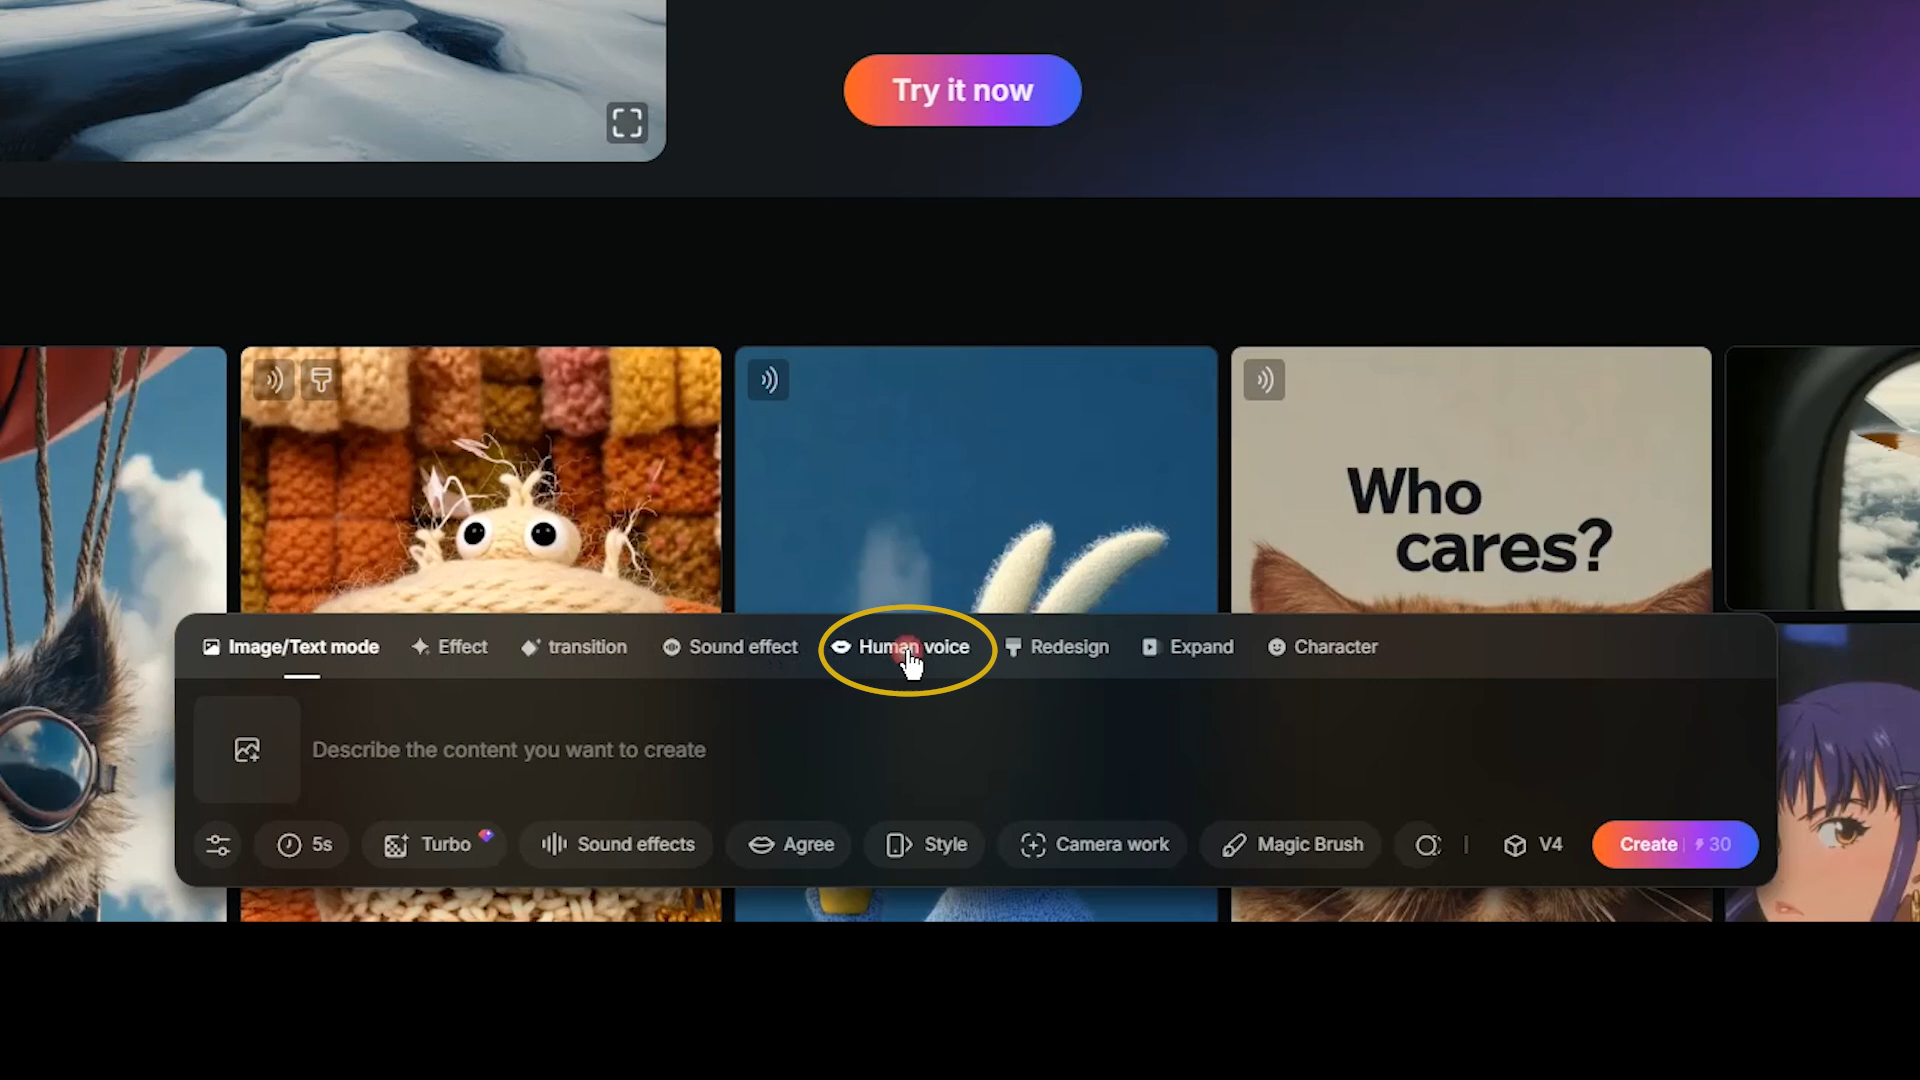 Try it now
Who
cares?
Image/Text mode
Effect
transition
Sound effect
Human voice
Redesign
Expand
Character
Describe the content you want to create
5s
Turbo
Sound effects
Agree
Style
Camera work
Magic Brush
V4
Create | 30